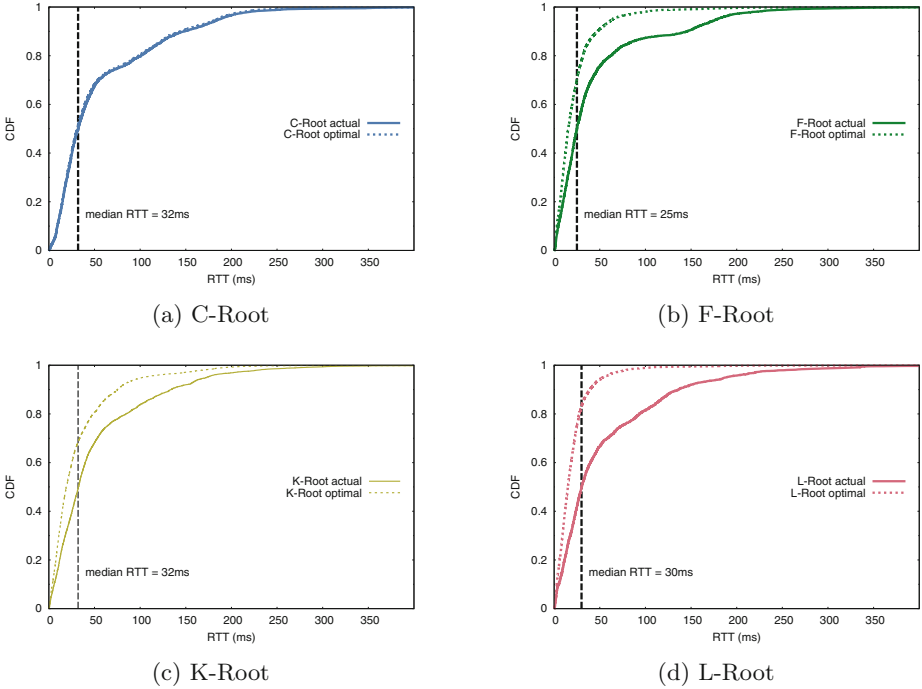 1
0.8
0.6
0.4
0.2
0
CDF
C-Root actual
C-Root optimal
median RTT = 32ms
0 50 100 150 200 250 300 350
RTT (ms)
(a) C-Root
1
0.8
0.6
0.4
0.2
0
CDF
F-Root actual
F-Root optimal
median RTT = 25ms
0 50 100 150 200 250 300 350
RTT (ms)
(b) F-Root
1
0.8
0.6
0.4
0.2
0
CDF
K-Root actual
K-Root optimal
median RTT = 32ms
0 50 100 150 200 250 300 350
RTT (ms)
(c) K-Root
1
0.8
0.6
0.4
0.2
0
CDF
L-Root actual
L-Root optimal
median RTT = 30ms
0 50 100 150 200 250 300 350
RTT (ms)
(d) L-Root